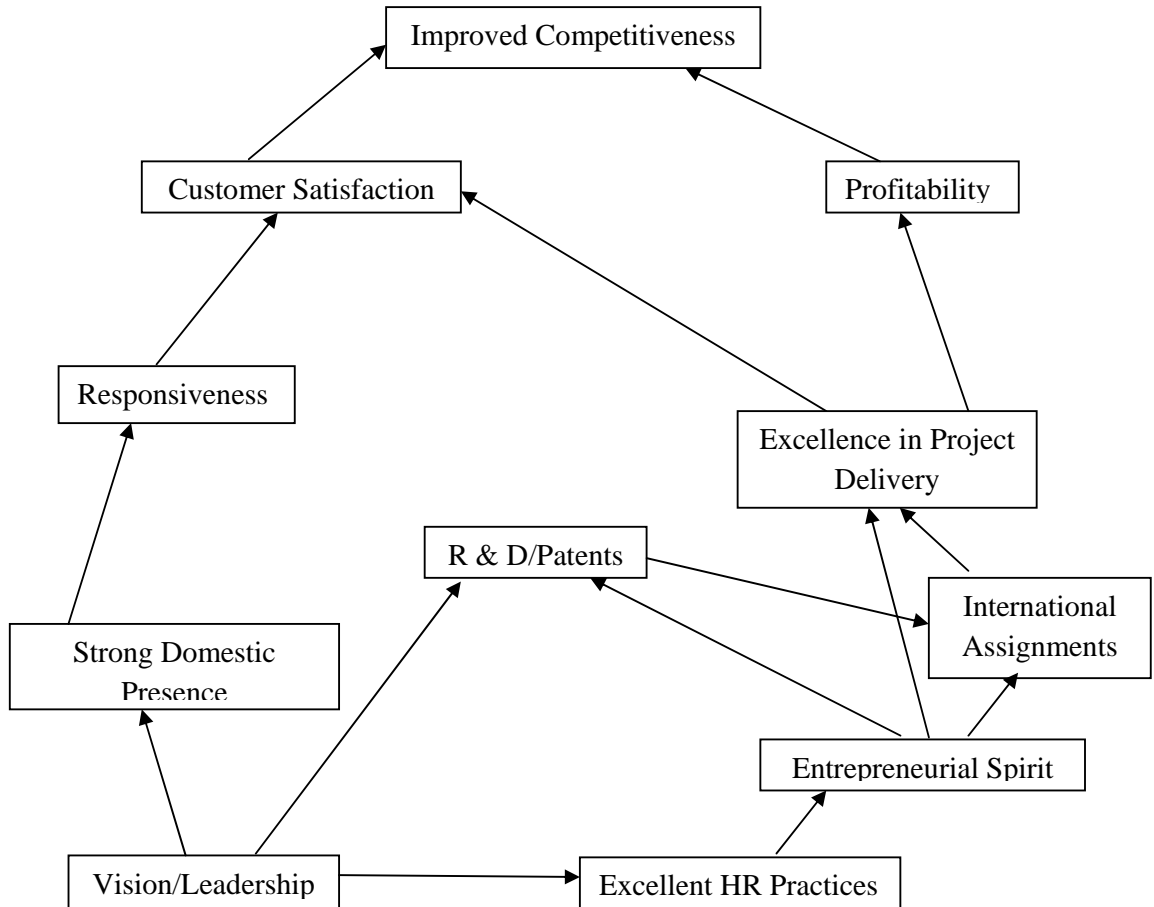 Improved Competitiveness
Customer Satisfaction
Profitability
Responsiveness
Excellence in Project
Delivery
R & D/Patents
International
Assignments
Strong Domestic
Presence
Entrepreneurial Spirit
Vision/Leadership
Excellent HR Practices